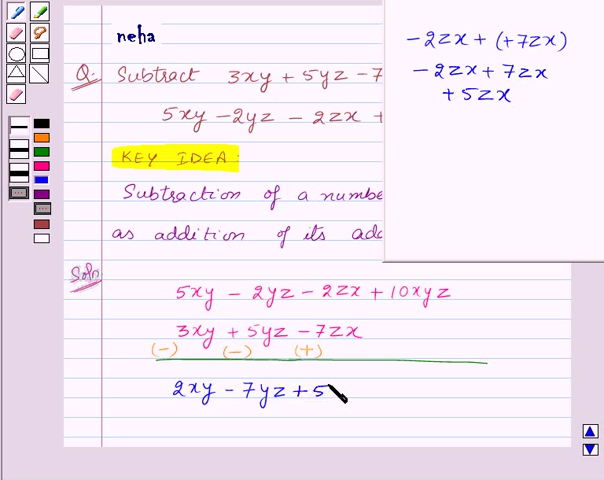 neha
Q. Subtract 3xy + 5yz - 7
5xy - 2yz - 2zx +
KEY IDEA:
Subtraction of a numbe
as addition of its add
Soln
5xy - 2yz - 2zx + 10xyz
3xy + 5yz - 7zx
(-) (-) (+)
2xy - 7yz + 5
-2zx + (+7zx)
-2zx + 7zx
+5zx